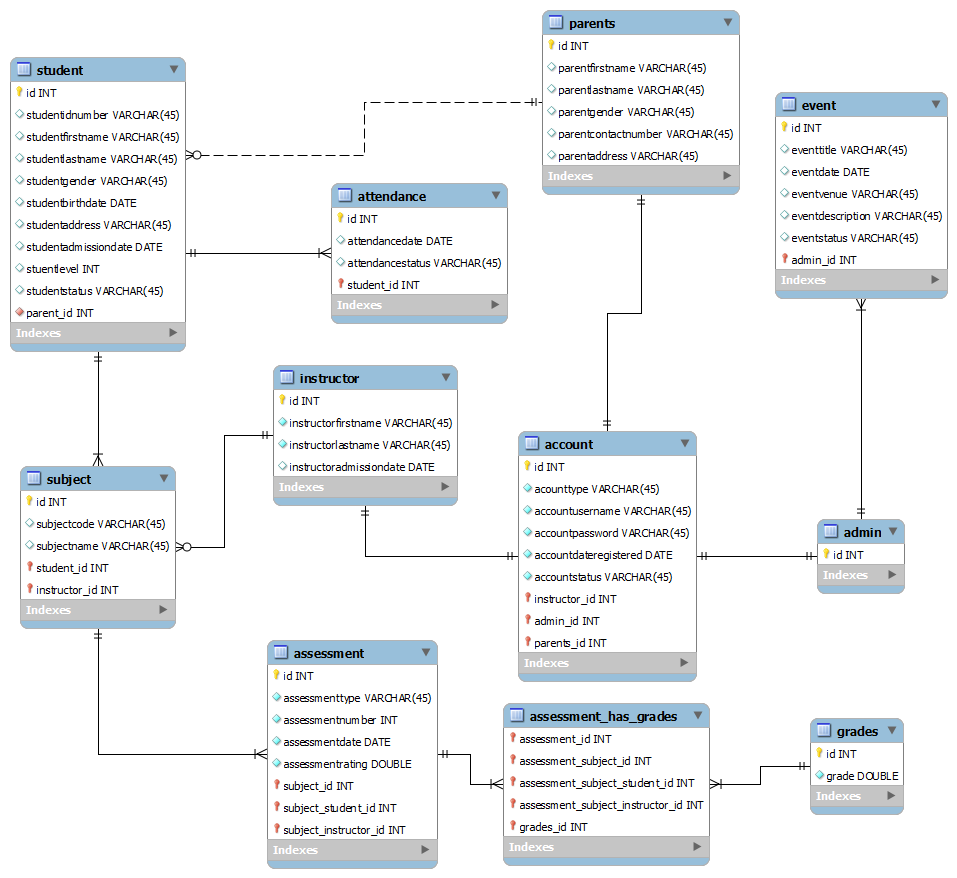 student
id INT
studentidnumber VARCHAR(45)
studentfirstname VARCHAR(45)
studentlastname VARCHAR(45)
studentgender VARCHAR(45)
studentbirthdate DATE
studentaddress VARCHAR(45)
studentadmissiondate DATE
stuentlevel INT
studentstatus VARCHAR(45)
parent_id INT
Indexes
parents
id INT
parentfirstname VARCHAR(45)
parentlastname VARCHAR(45)
parentgender VARCHAR(45)
parentcontactnumber VARCHAR(45)
parentaddress VARCHAR(45)
Indexes
event
id INT
eventtitle VARCHAR(45)
eventdate DATE
eventvenue VARCHAR(45)
eventdescription VARCHAR(45)
eventstatus VARCHAR(45)
admin_id INT
Indexes
attendance
id INT
attendancedate DATE
attendancestatus VARCHAR(45)
student_id INT
Indexes
instructor
id INT
instructorfirstname VARCHAR(45)
instructorlastname VARCHAR(45)
instructoradmissiondate DATE
Indexes
account
id INT
acounttype VARCHAR(45)
accountusername VARCHAR(45)
accountpassword VARCHAR(45)
accountdateregistered DATE
accountstatus VARCHAR(45)
instructor_id INT
admin_id INT
parents_id INT
Indexes
admin
id INT
Indexes
subject
id INT
subjectcode VARCHAR(45)
subjectname VARCHAR(45)
student_id INT
instructor_id INT
Indexes
assessment
id INT
assessmenttype VARCHAR(45)
assessmentnumber INT
assessmentdate DATE
assessmentrating DOUBLE
subject_id INT
subject_student_id INT
subject_instructor_id INT
Indexes
assessment_has_grades
assessment_id INT
assessment_subject_id INT
assessment_subject_student_id INT
assessment_subject_instructor_id INT
grades_id INT
Indexes
grades
id INT
grade DOUBLE
Indexes